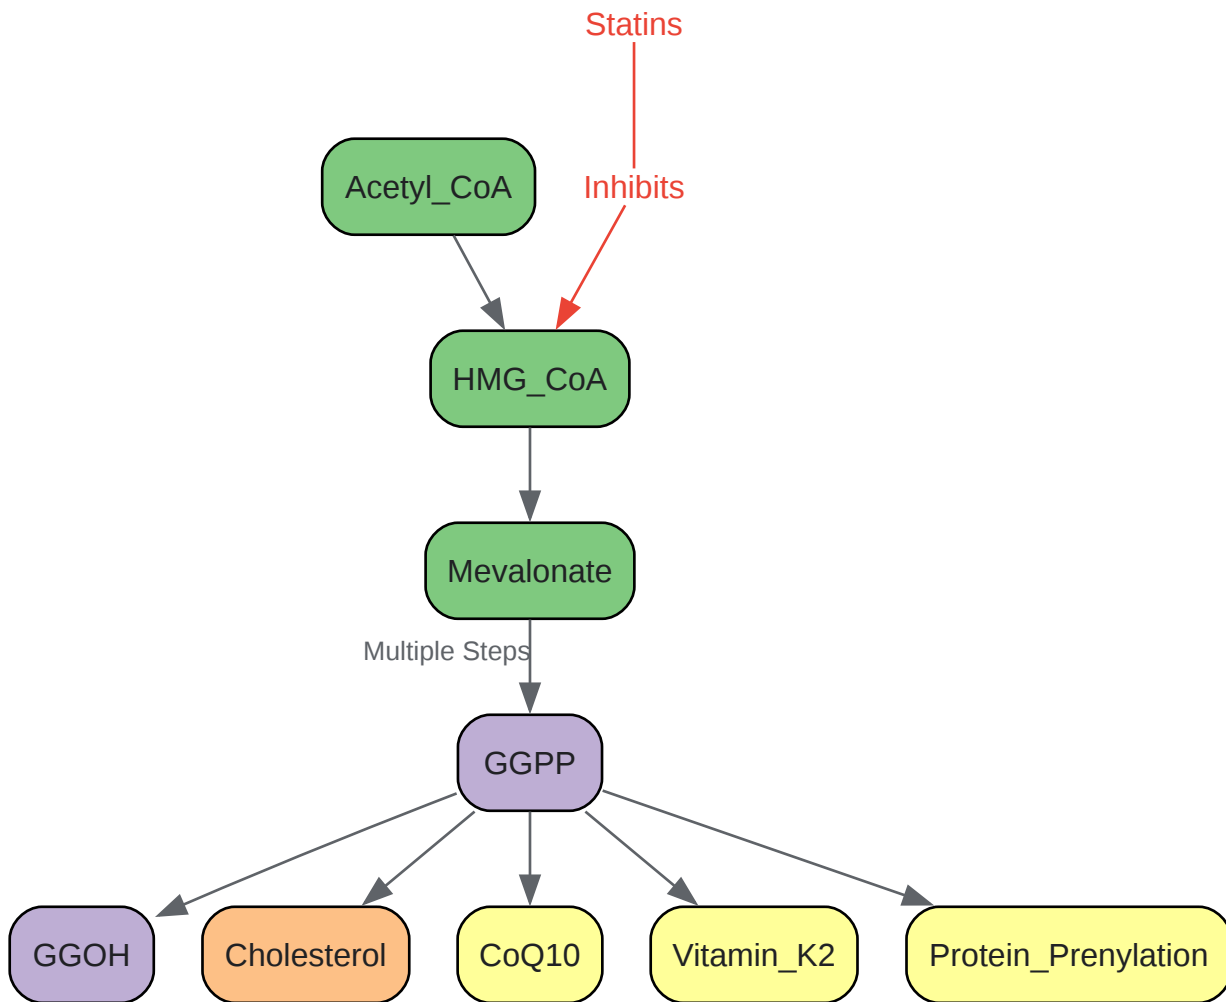 Statins
Acetyl_CoA
Inhibits
HMG_CoA
Mevalonate
Multiple Steps
GGPP
GGOH
Cholesterol
CoQ10
Vitamin_K2
Protein_Prenylation